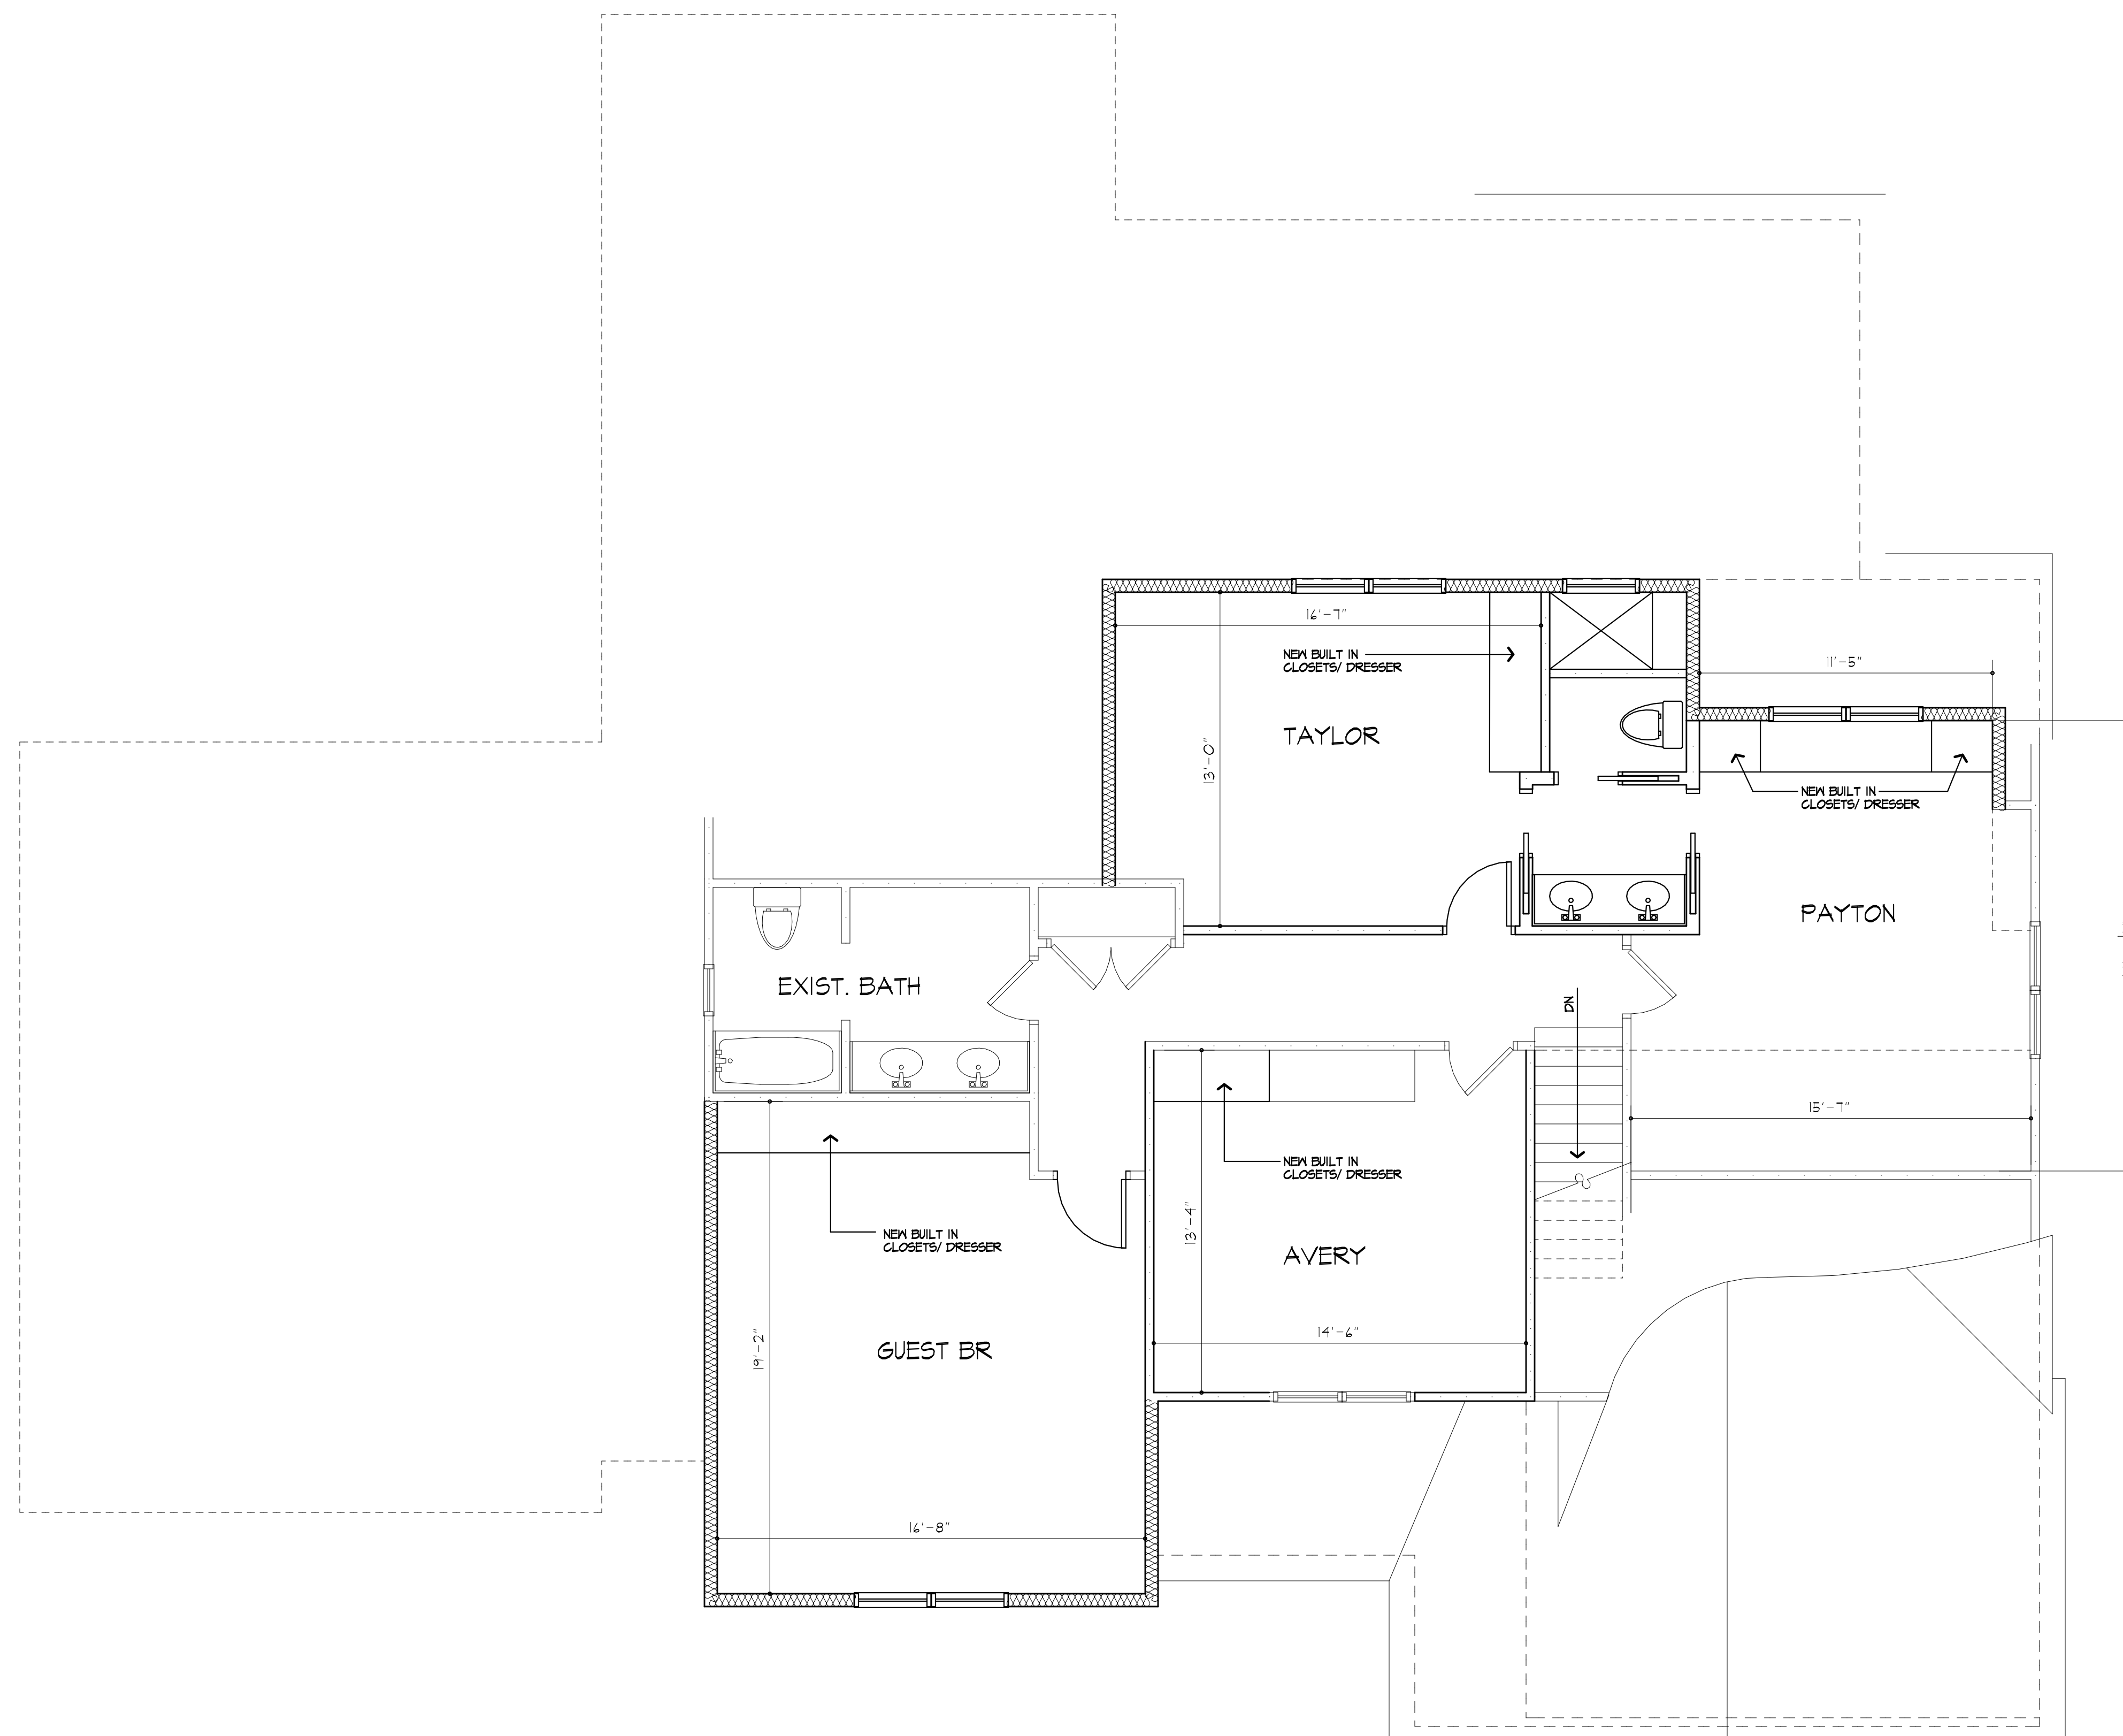 16'-7"
NEW BUILT IN
CLOSETS/ DRESSER
11'-5"
TAYLOR
13'-0"
NEW BUILT IN
CLOSETS/ DRESSER
PAYTON
EXIST. BATH
DN
15'-7"
NEW BUILT IN
CLOSETS/ DRESSER
13'-4"
NEW BUILT IN
CLOSETS/ DRESSER
AVERY
14'-6"
GUEST BR
19'-2"
16'-8"